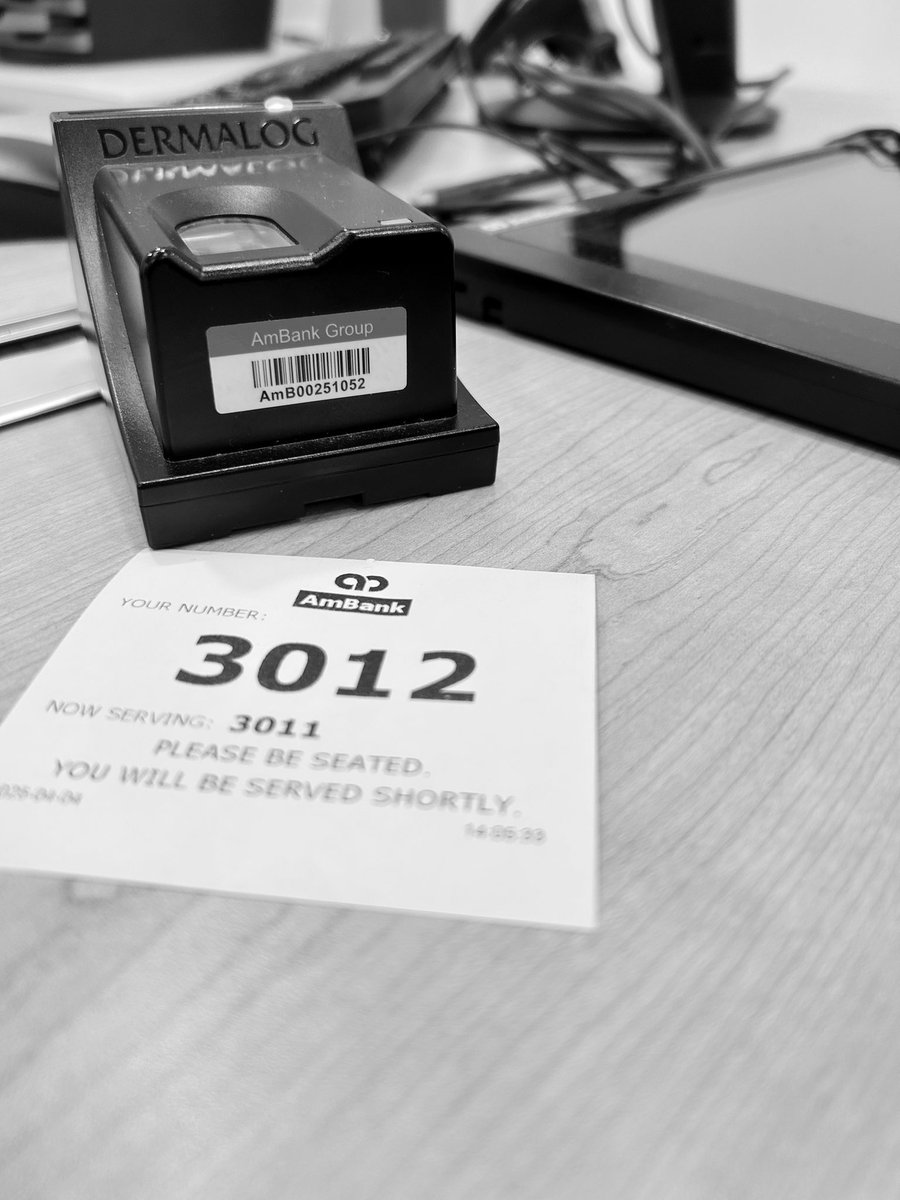 DERMALOG
AmBank Group
AmB00251052
AmBank
YOUR NUMBER:
3012
NOW SERVING: 3011
PLEASE BE SEATED.
YOU WILL BE SERVED SHORTLY.